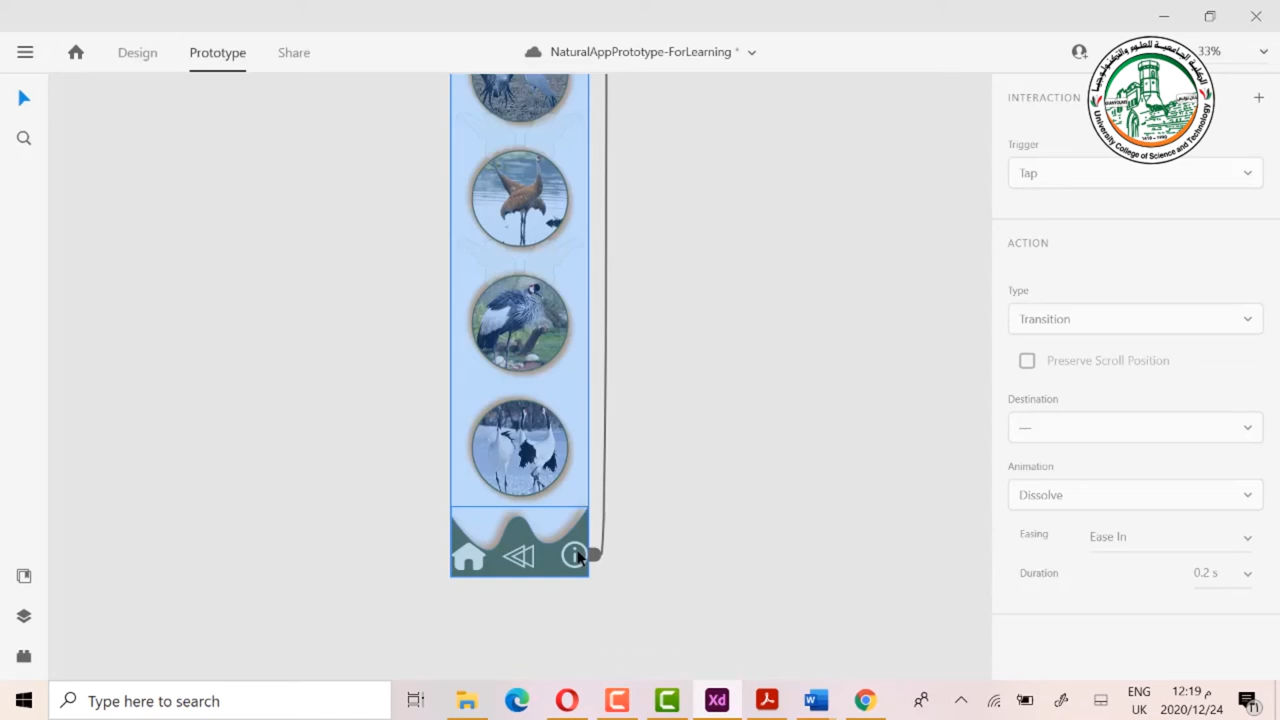 Design
Prototype
Share
NaturalAppPrototype-ForLearning *
33%
INTERACTION
University College of Science and Technology
Trigger
Tap
ACTION
Type
Transition
Preserve Scroll Position
Destination
—
Animation
Dissolve
Easing
Ease In
Duration
0.2 s
Type here to search
Xd
ENG
UK
12:19 م
2020/12/24